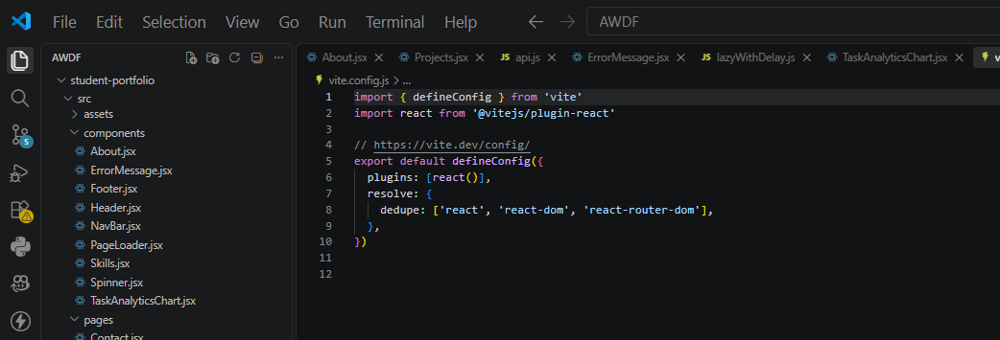 File Edit Selection View Go Run Terminal Help ← → AWDF
AWDF ...
About.jsx × Projects.jsx × JS api.js × ErrorMessage.jsx × JS lazyWithDelay.js × TaskAnalyticsChart.jsx × v
student-portfolio
src
assets
components
About.jsx
ErrorMessage.jsx
Footer.jsx
Header.jsx
NavBar.jsx
PageLoader.jsx
Skills.jsx
Spinner.jsx
TaskAnalyticsChart.jsx
pages
Contact.jsx
vite.config.js > ...
1 import { defineConfig } from 'vite'
2 import react from '@vitejs/plugin-react'
3
4 // https://vite.dev/config/
5 export default defineConfig({
6 plugins: [react()],
7 resolve: {
8 dedupe: ['react', 'react-dom', 'react-router-dom'],
9 },
10 })
11
12